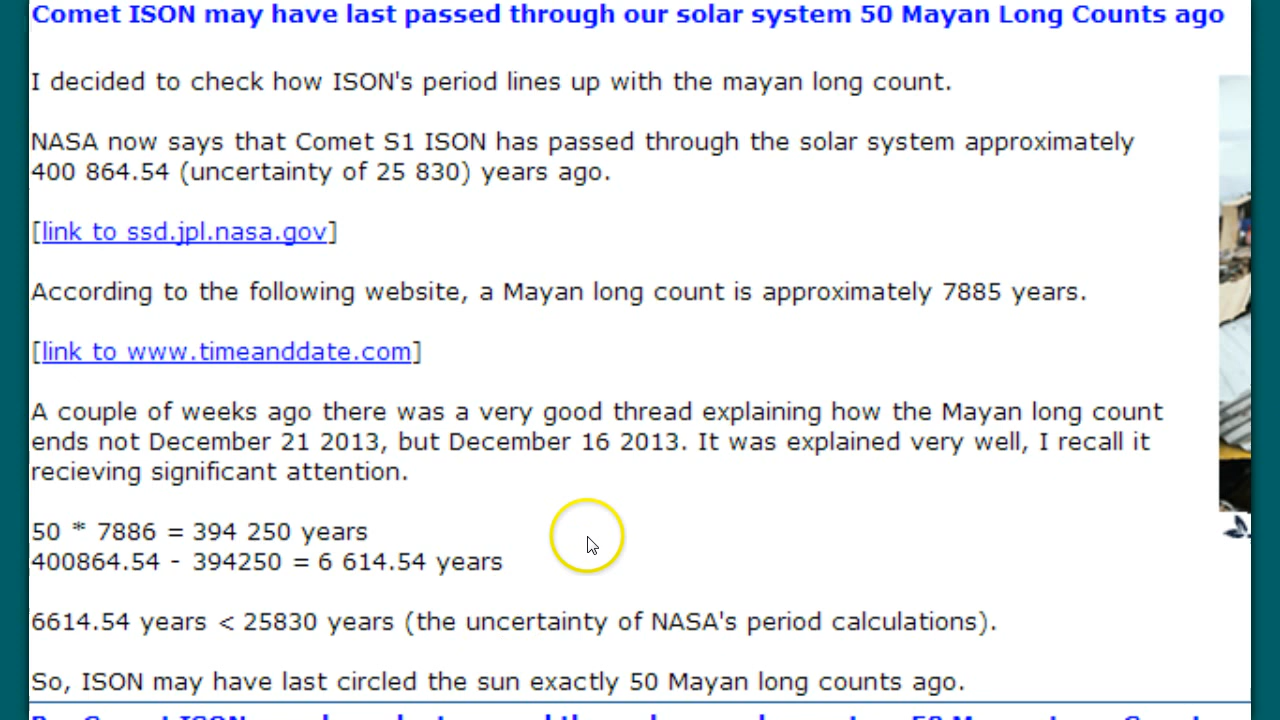 Comet ISON may have last passed through our solar system 50 Mayan Long Counts ago
I decided to check how ISON's period lines up with the mayan long count.
NASA now says that Comet S1 ISON has passed through the solar system approximately
400 864.54 (uncertainty of 25 830) years ago.
[link to ssd.jpl.nasa.gov]
According to the following website, a Mayan long count is approximately 7885 years.
[link to www.timeanddate.com]
A couple of weeks ago there was a very good thread explaining how the Mayan long count
ends not December 21 2013, but December 16 2013. It was explained very well, I recall it
recieving significant attention.
50 * 7886 = 394 250 years
400864.54 - 394250 = 6 614.54 years
6614.54 years < 25830 years (the uncertainty of NASA's period calculations).
So, ISON may have last circled the sun exactly 50 Mayan long counts ago.